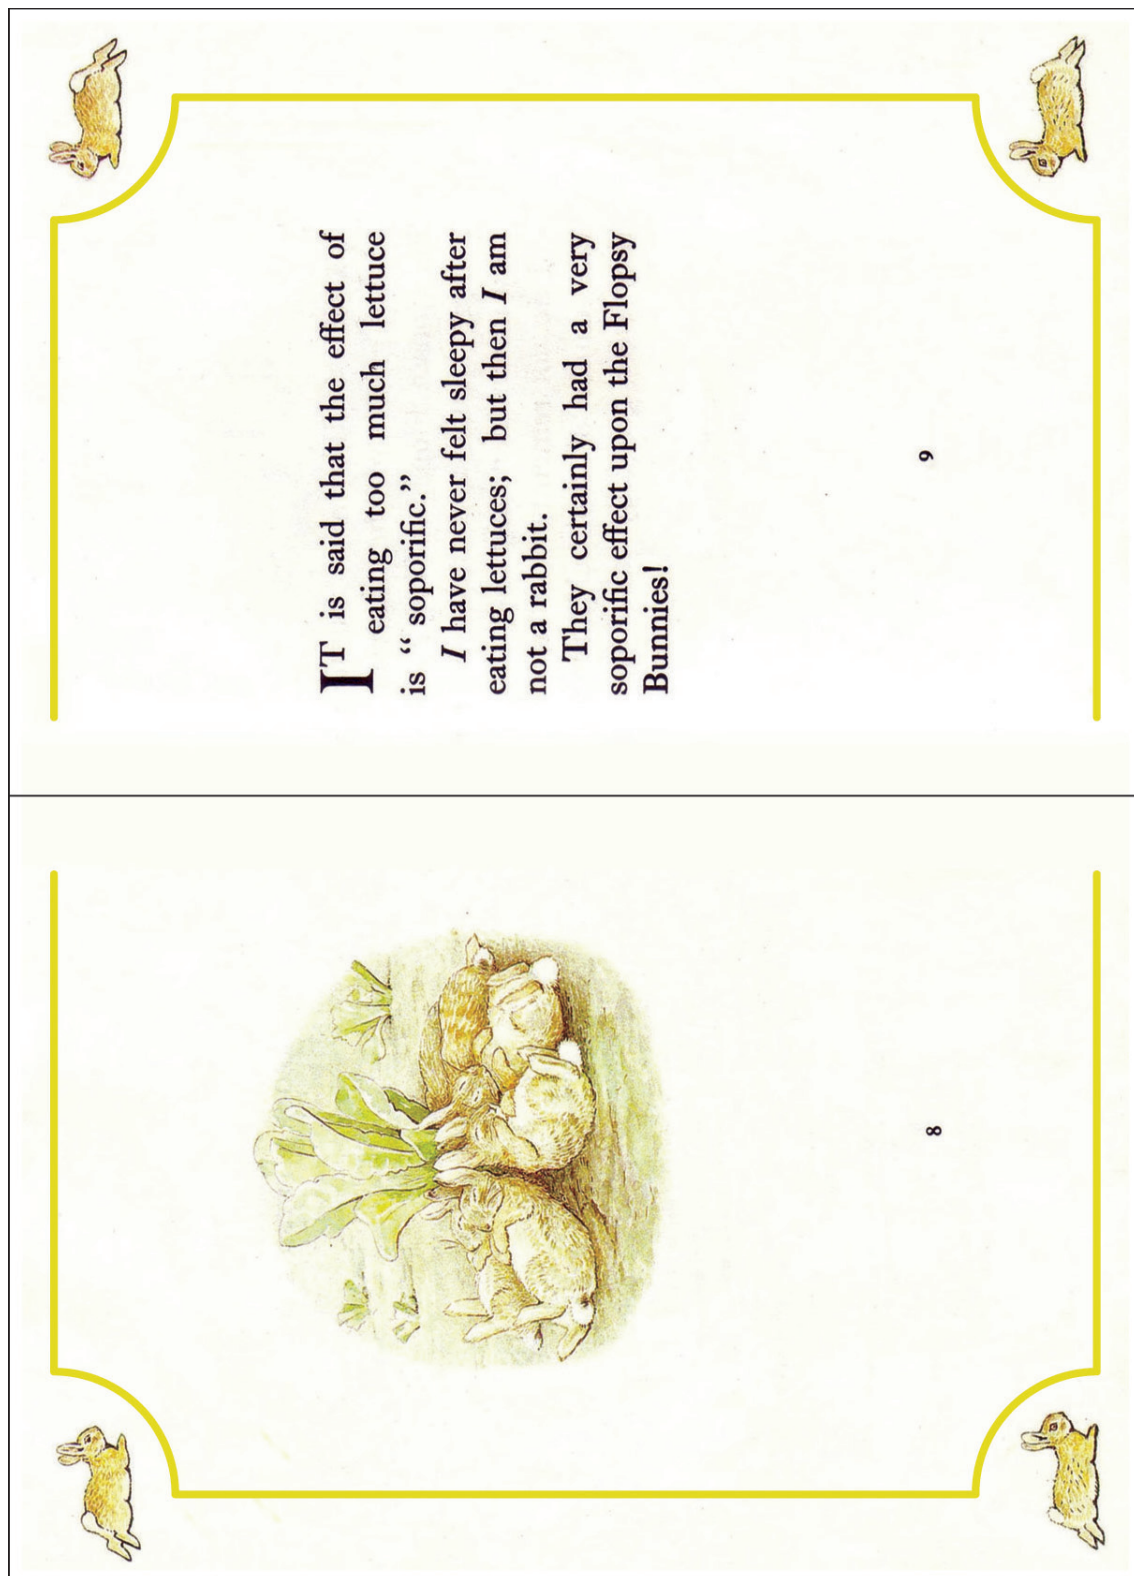 8
IT is said that the effect of
eating too much lettuce
is “ soporific.”
I have never felt sleepy after
eating lettuces; but then I am
not a rabbit.
They certainly had a very
soporific effect upon the Flopsy
Bunnies!
9